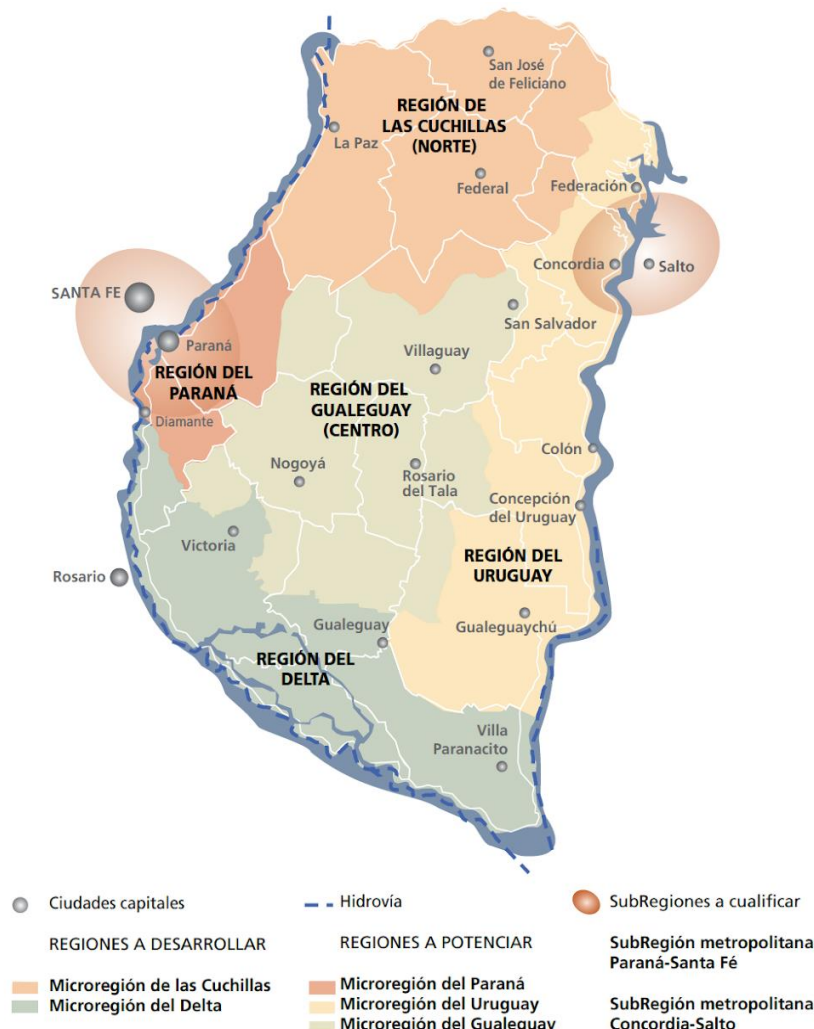 San José
de Feliciano
REGIÓN DE
LAS CUCHILLAS
(NORTE)
La Paz
Federal
Federación
SANTA FE
Concordia
Salto
San Salvador
Paraná
Villaguay
REGIÓN DEL
PARANÁ
REGIÓN DEL
GUALEGUAY
(CENTRO)
Diamante
Colón
Nogoyá
Rosario
del Tala
Concepción
del Uruguay
Victoria
REGIÓN DEL
URUGUAY
Rosario
Gualeguay
Gualeguaychú
REGIÓN DEL
DELTA
Villa
Paranacito
Ciudades capitales
Hidrovía
SubRegiones a cualificar
REGIONES A DESARROLLAR
REGIONES A POTENCIAR
SubRegión metropolitana
Paraná-Santa Fé
Microregión de las Cuchillas
Microregión del Delta
Microregión del Paraná
Microregión del Uruguay
Microregión del Gualeguay
SubRegión metropolitana
Concordia-Salto